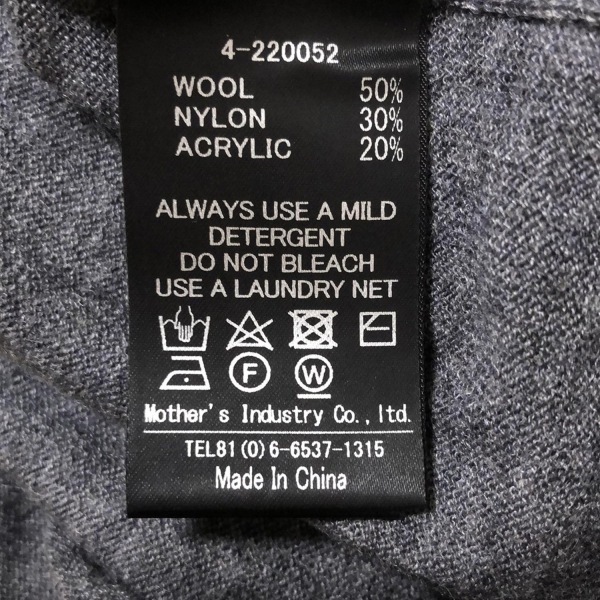 4-220052
WOOL 50%
NYLON 30%
ACRYLIC 20%
ALWAYS USE A MILD
DETERGENT
DO NOT BLEACH
USE A LAUNDRY NET
F W
Mother's Industry Co.,ltd.
TEL81(0)6-6537-1315
Made In China